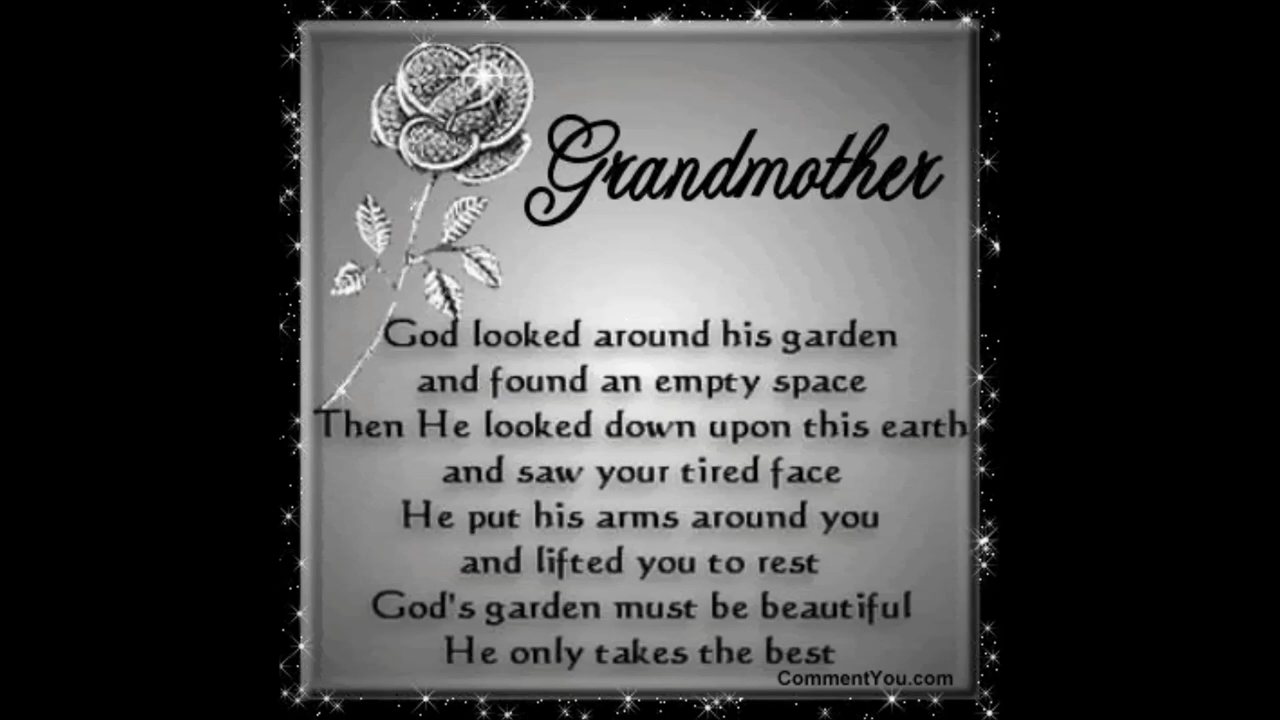 Grandmother
God looked around his garden
and found an empty space
Then He looked down upon this earth
and saw your tired face
He put his arms around you
and lifted you to rest
God's garden must be beautiful
He only takes the best
CommentYou.com